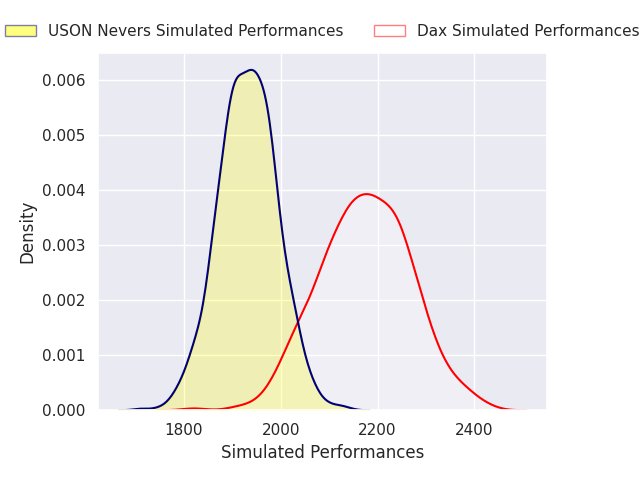 USON Nevers Simulated Performances
Dax Simulated Performances
0.006
0.005
0.004
0.003
0.002
0.001
0.000
Density
1800
2000
2200
2400
Simulated Performances